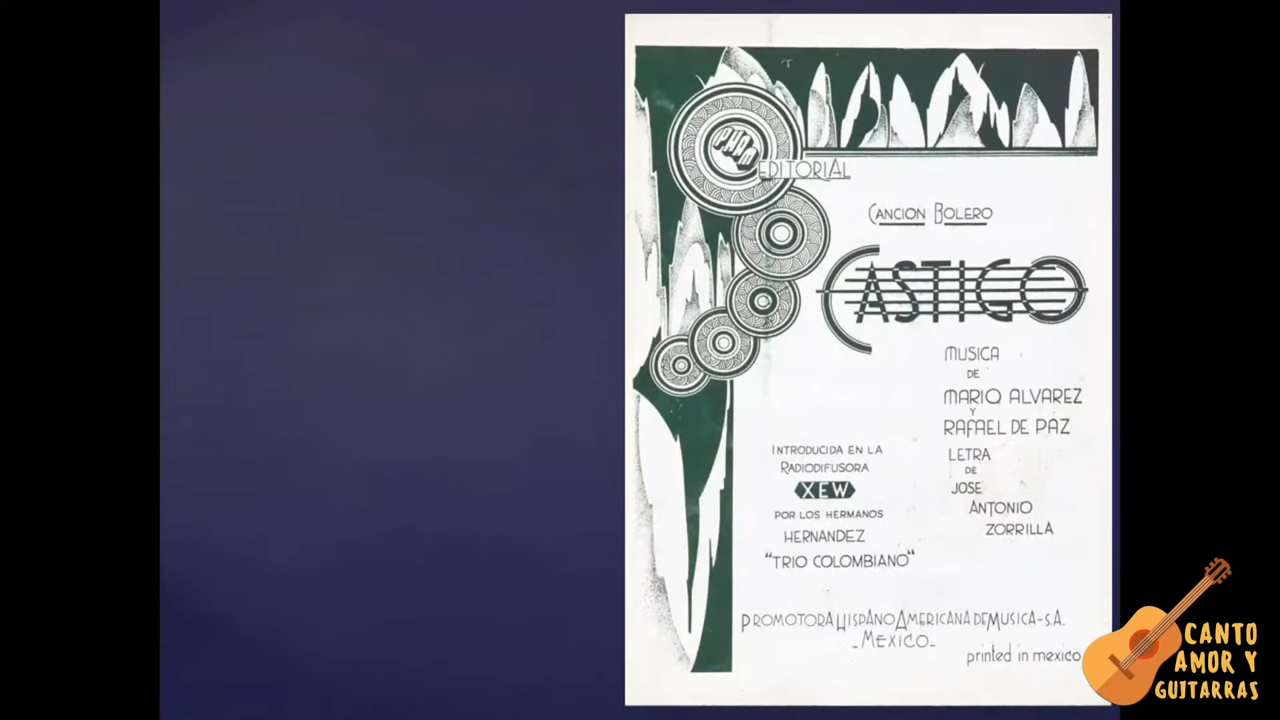 PHAM
EDITORIAL
CANCION BOLERO
CASTIGO
MUSICA
DE
MARIO ALVAREZ
Y
RAFAEL DE PAZ
LETRA
DE
JOSE
ANTONIO
ZORRILLA
INTRODUCIDA EN LA
RADIODIFUSORA
XEW
POR LOS HERMANOS
HERNANDEZ
"TRIO COLOMBIANO"
PROMOTORA HISPANO AMERICANA DE MUSICA-S.A.
-MEXICO-
printed in mexico
CANTO
AMOR Y
GUITARRAS